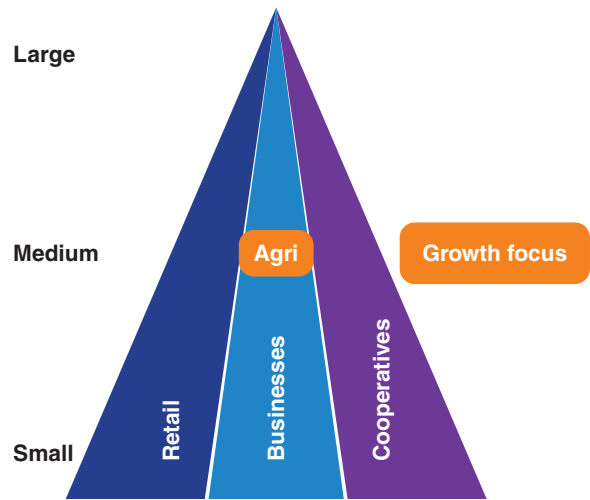 Large
Medium
Agri
Growth focus
Small
Retail
Businesses
Cooperatives